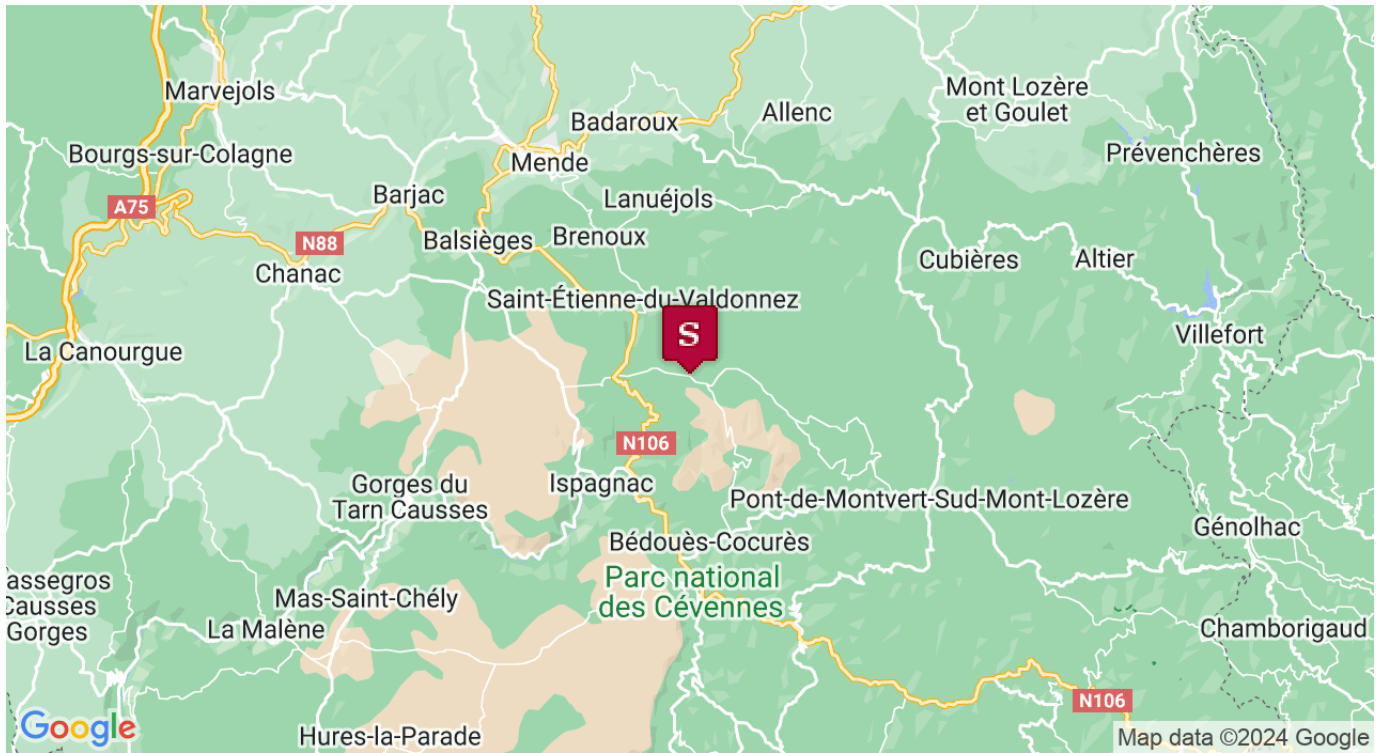 Marvejols
Mont Lozère
et Goulet
Allenc
Badaroux
Bourgs-sur-Colagne
Mende
Prévenchères
Barjac
Lanuéjols
A75
N88
Balsièges
Brenoux
Chanac
Cubières
Altier
Saint-Étienne-du-Valdonnez
S
Villefort
La Canourgue
N106
Gorges du
Tarn Causses
Ispagnac
Pont-de-Montvert-Sud-Mont-Lozère
Génolhac
Bédouès-Cocurès
assegros
Causses
Gorges
Parc national
des Cévennes
Mas-Saint-Chély
La Malène
Chamborigaud
N106
Google
Hures-la-Parade
Map data ©2024 Google